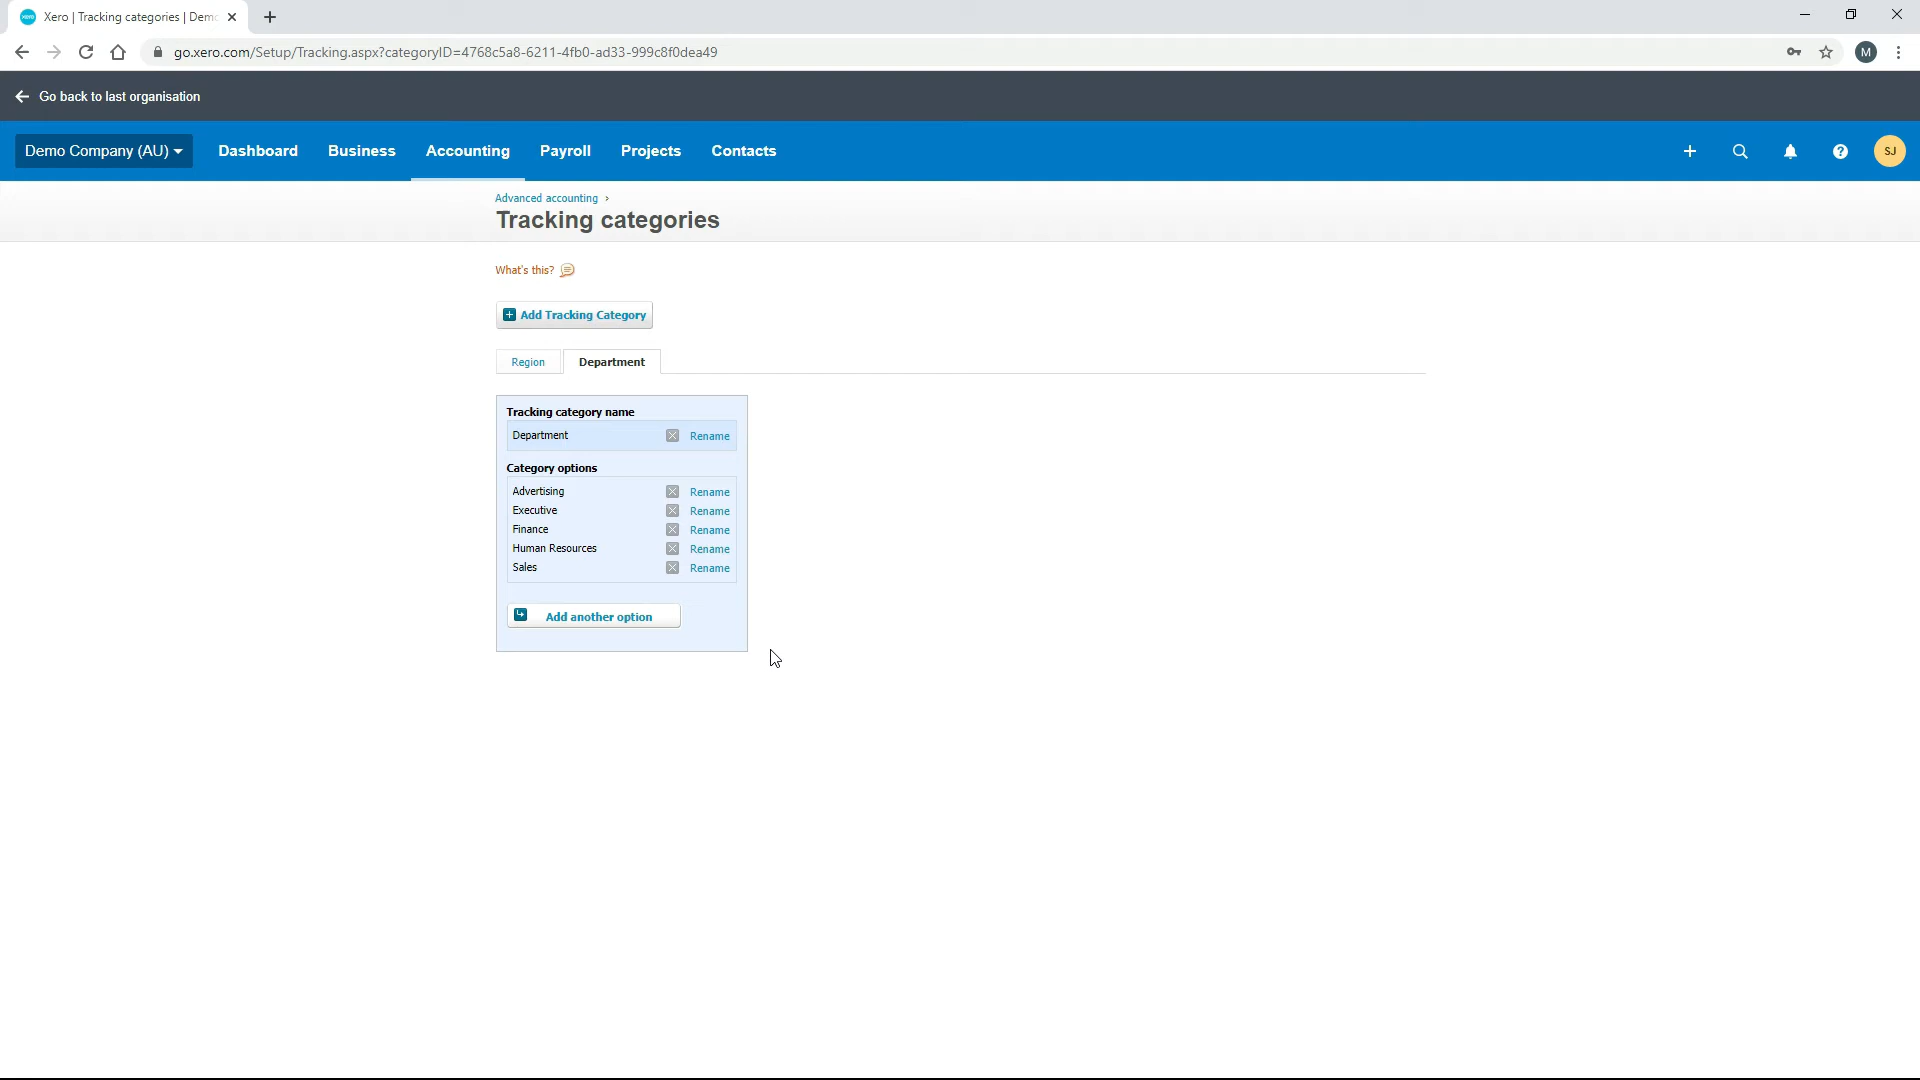 xero Xero | Tracking categories | Demo
go.xero.com/Setup/Tracking.aspx?categoryID=4768c5a8-6211-4fb0-ad33-999c8f0dea49
M
Go back to last organisation
Demo Company (AU) Dashboard Business Accounting Payroll Projects Contacts SJ
Advanced accounting ›
Tracking categories
What's this?
Add Tracking Category
Region Department
Tracking category name
Department Rename
Category options
Advertising Rename
Executive Rename
Finance Rename
Human Resources Rename
Sales Rename
Add another option